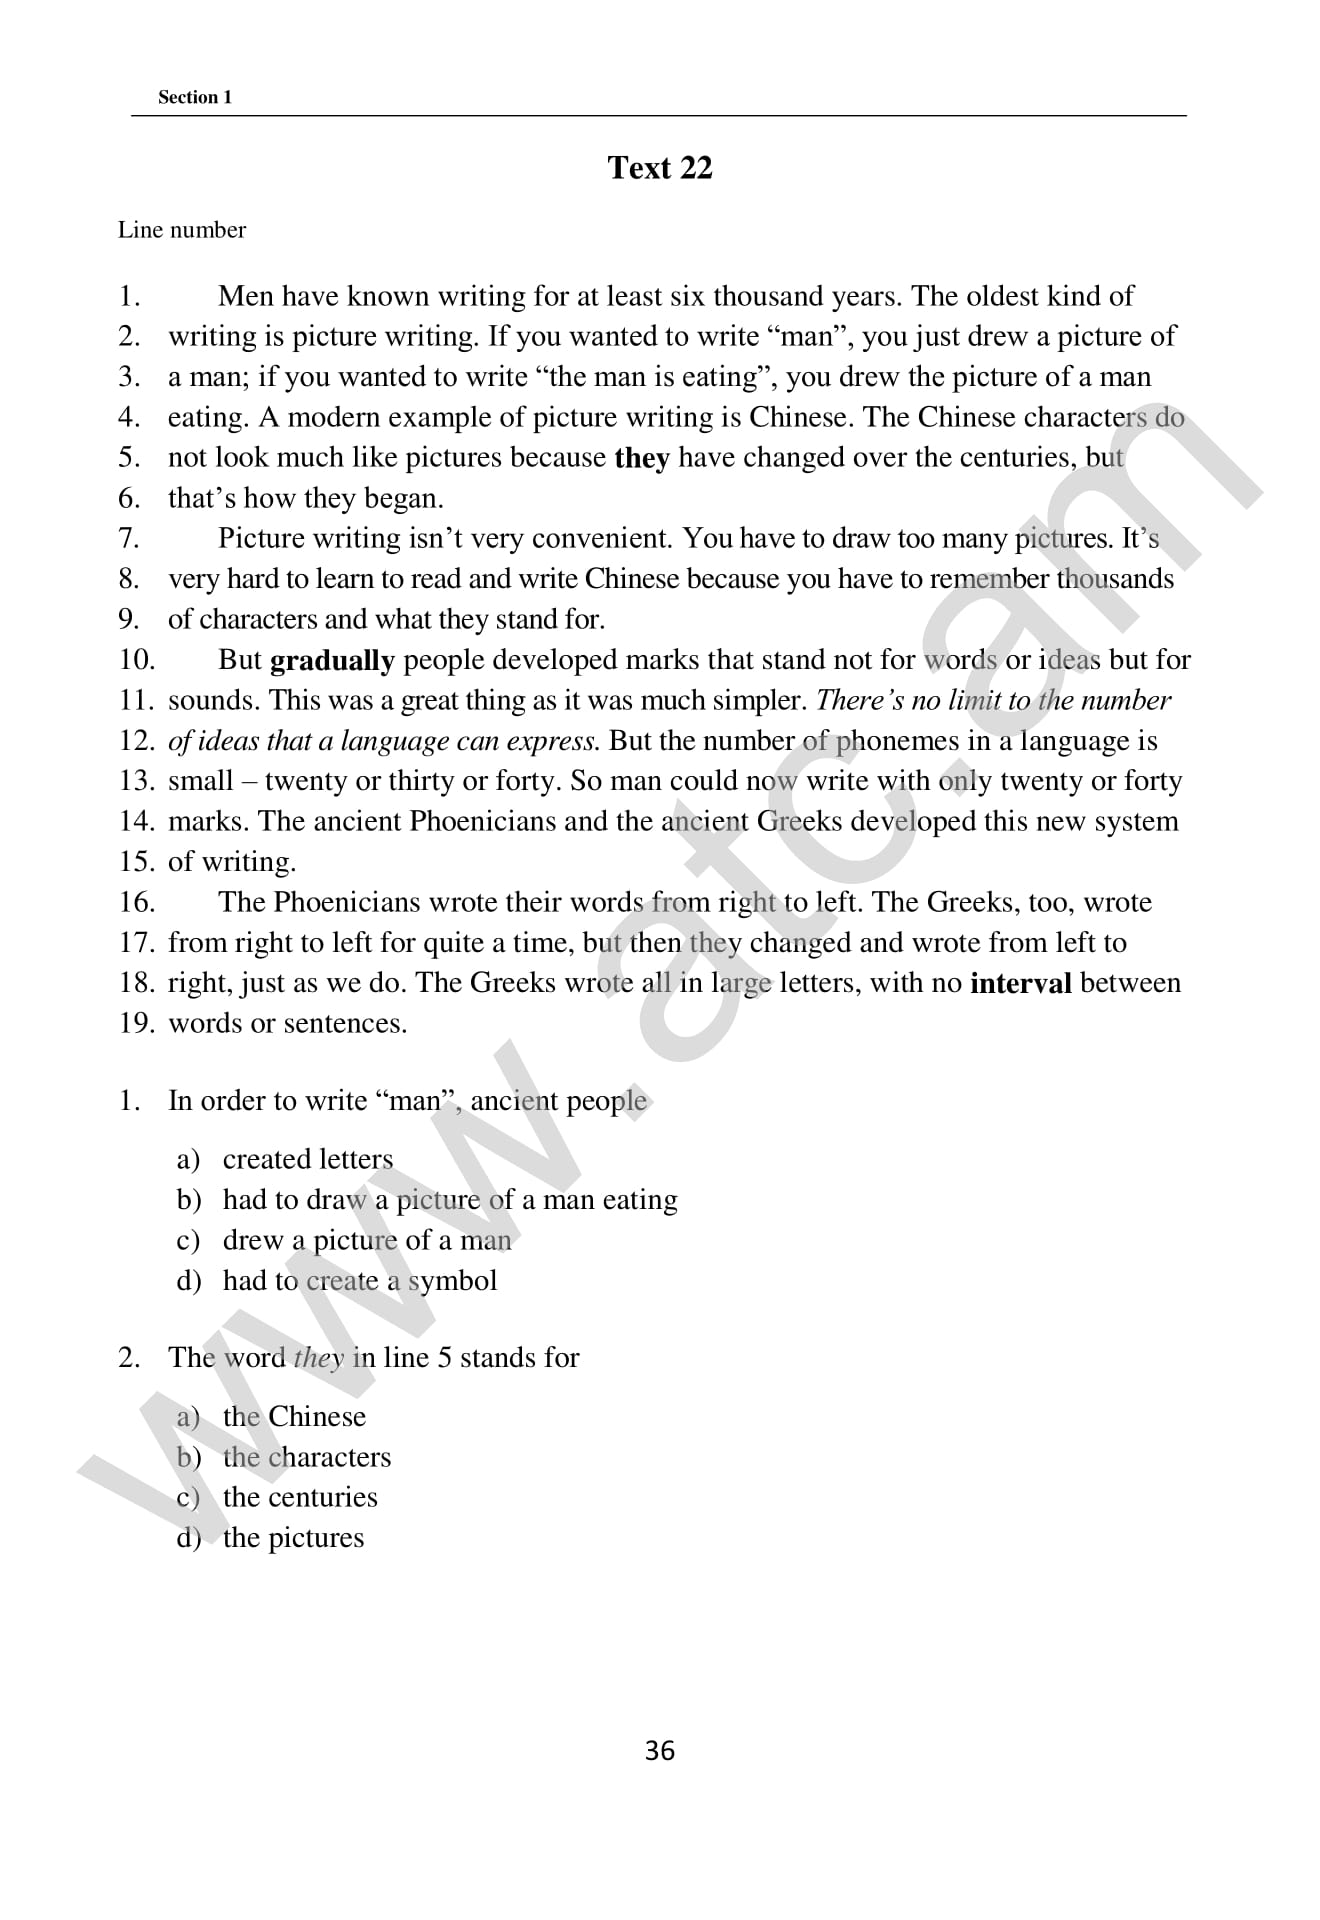 Section 1
Text 22
Line number
1. Men have known writing for at least six thousand years. The oldest kind of
2. writing is picture writing. If you wanted to write “man”, you just drew a picture of
3. a man; if you wanted to write “the man is eating”, you drew the picture of a man
4. eating. A modern example of picture writing is Chinese. The Chinese characters do
5. not look much like pictures because they have changed over the centuries, but
6. that’s how they began.
7. Picture writing isn’t very convenient. You have to draw too many pictures. It’s
8. very hard to learn to read and write Chinese because you have to remember thousands
9. of characters and what they stand for.
10. But gradually people developed marks that stand not for words or ideas but for
11. sounds. This was a great thing as it was much simpler. There’s no limit to the number
12. of ideas that a language can express. But the number of phonemes in a language is
13. small – twenty or thirty or forty. So man could now write with only twenty or forty
14. marks. The ancient Phoenicians and the ancient Greeks developed this new system
15. of writing.
16. The Phoenicians wrote their words from right to left. The Greeks, too, wrote
17. from right to left for quite a time, but then they changed and wrote from left to
18. right, just as we do. The Greeks wrote all in large letters, with no interval between
19. words or sentences.
1. In order to write “man”, ancient people
a) created letters
b) had to draw a picture of a man eating
c) drew a picture of a man
d) had to create a symbol
2. The word they in line 5 stands for
a) the Chinese
b) the characters
c) the centuries
d) the pictures
36
www.atc.am